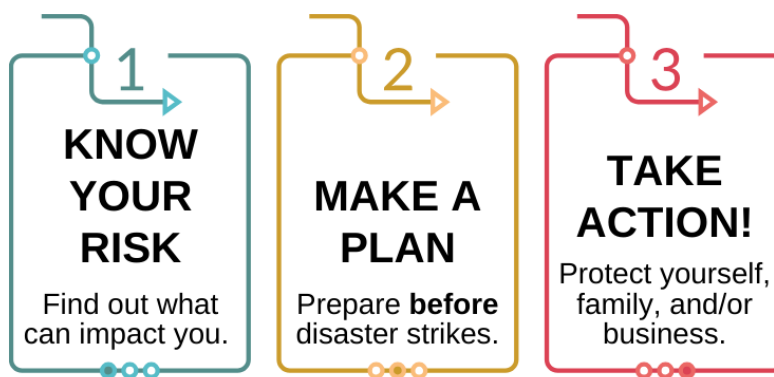 1
KNOW
YOUR
RISK
Find out what
can impact you.
2
MAKE A
PLAN
Prepare before
disaster strikes.
3
TAKE
ACTION!
Protect yourself,
family, and/or
business.